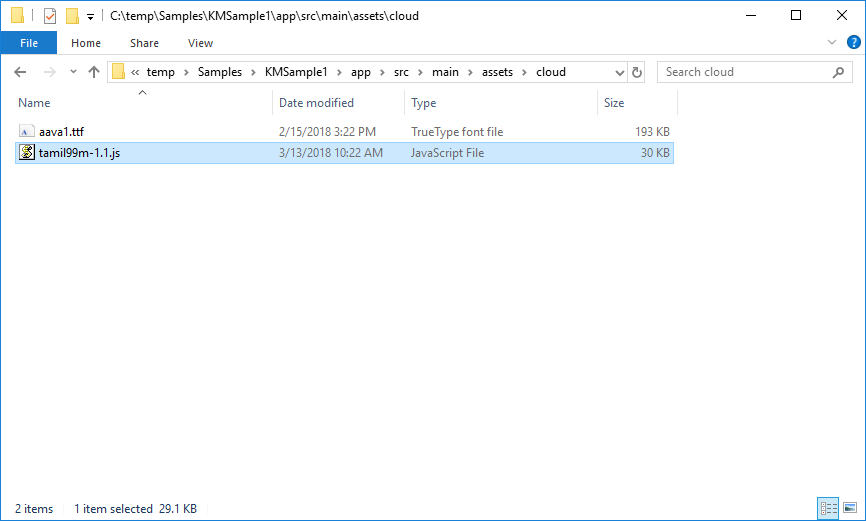 C:\temp\Samples\KMSample1\app\src\main\assets\cloud
File Home Share View
« temp > Samples > KMSample1 > app > src > main > assets > cloud Search cloud
Name Date modified Type Size
aava1.ttf 2/15/2018 3:22 PM TrueType font file 193 KB
tamil99m-1.1.js 3/13/2018 10:22 AM JavaScript File 30 KB
2 items 1 item selected 29.1 KB